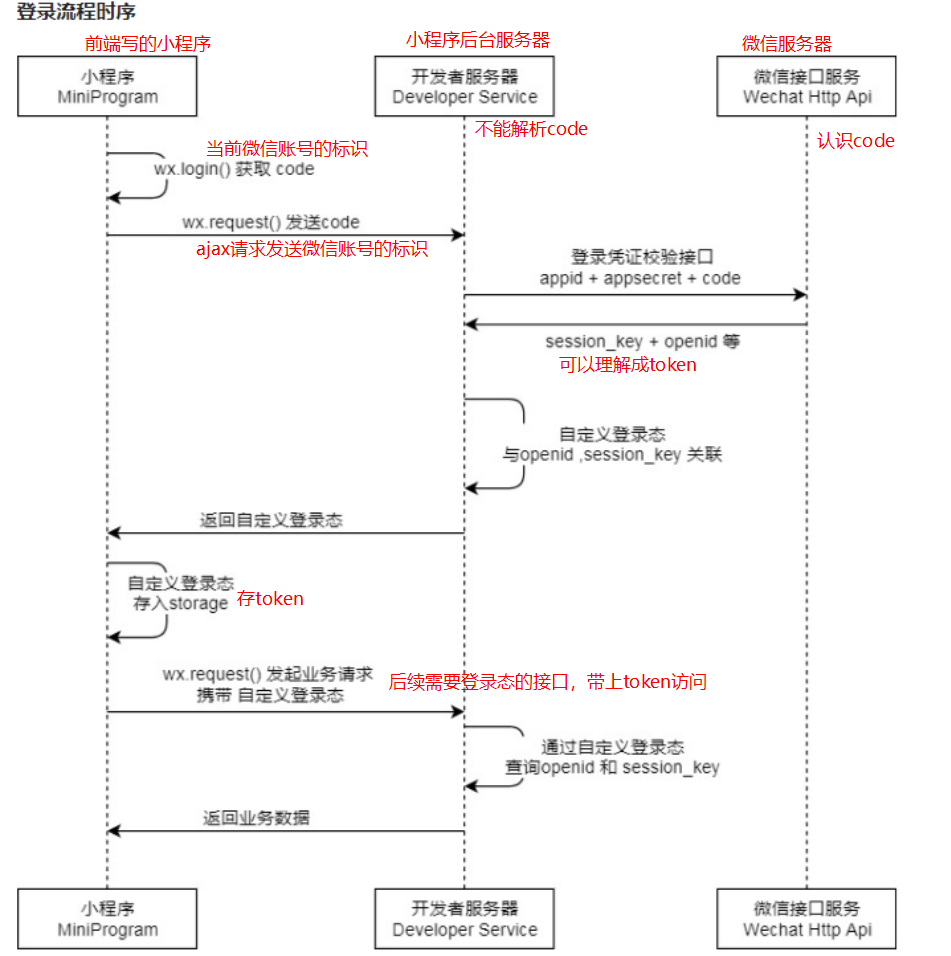 登录流程时序
前端写的小程序
小程序后台服务器
微信服务器
小程序
MiniProgram
开发者服务器
Developer Service
微信接口服务
Wechat Http Api
不能解析code
认识code
当前微信账号的标识
wx.login() 获取 code
wx.request() 发送code
ajax请求发送微信账号的标识
登录凭证校验接口
appid + appsecret + code
session_key + openid 等
可以理解成token
自定义登录态
与openid ,session_key 关联
返回自定义登录态
自定义登录态
存入storage
存token
wx.request() 发起业务请求
携带 自定义登录态
后续需要登录态的接口，带上token访问
通过自定义登录态
查询openid 和 session_key
返回业务数据
小程序
MiniProgram
开发者服务器
Developer Service
微信接口服务
Wechat Http Api